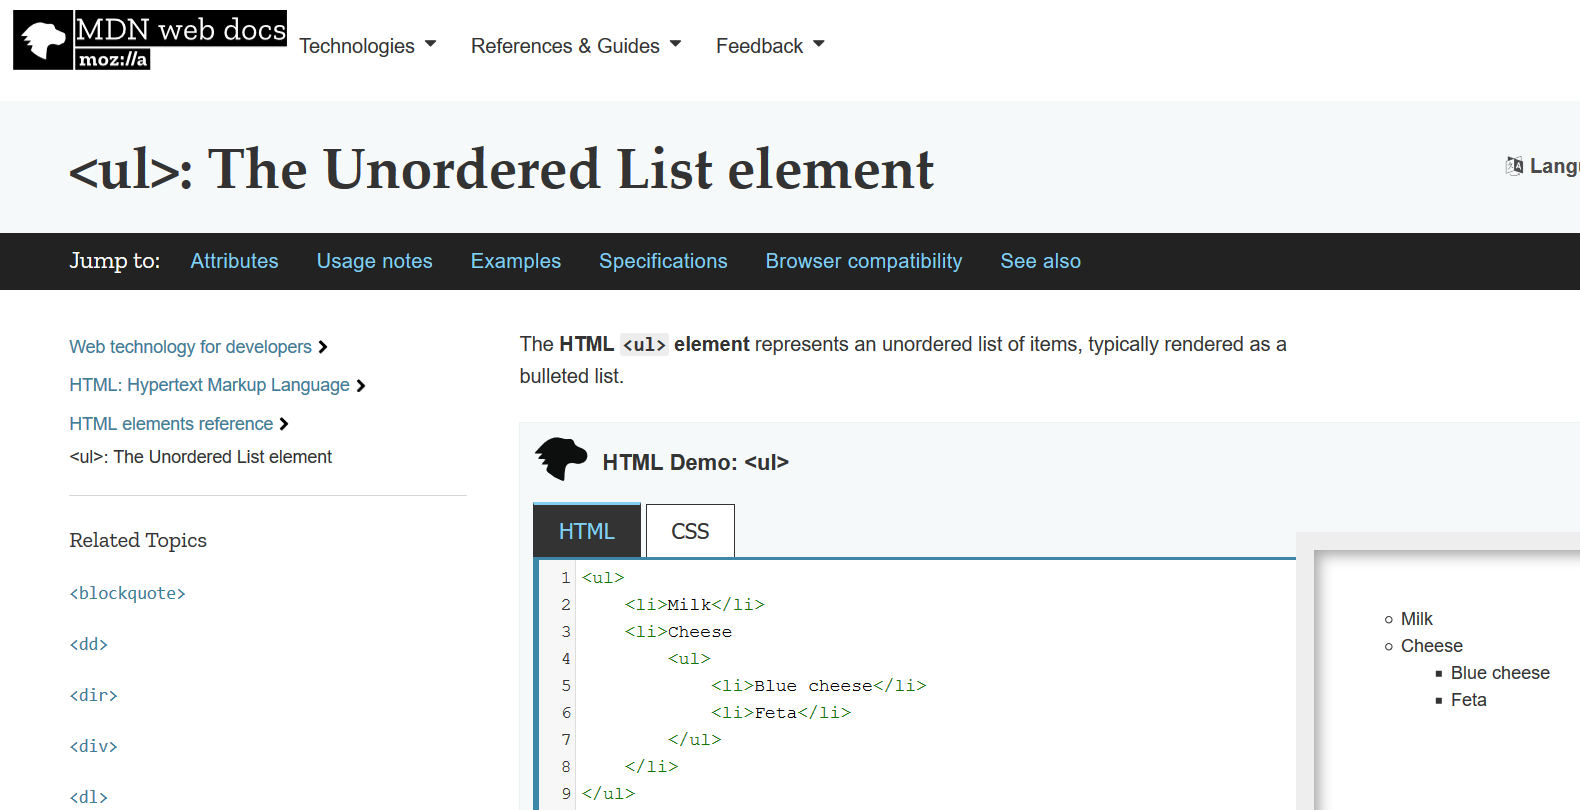 MDN web docs
moz://a
Technologies References & Guides Feedback
<ul>: The Unordered List element
Jump to: Attributes Usage notes Examples Specifications Browser compatibility See also
Web technology for developers
HTML: Hypertext Markup Language
HTML elements reference
<ul>: The Unordered List element
Related Topics
<blockquote>
<dd>
<dir>
<div>
<dl>
The HTML <ul> element represents an unordered list of items, typically rendered as a
bulleted list.
HTML Demo: <ul>
HTML CSS
1 <ul>
2     <li>Milk</li>
3     <li>Cheese
4         <ul>
5             <li>Blue cheese</li>
6             <li>Feta</li>
7         </ul>
8     </li>
9 </ul>
Milk
Cheese
Blue cheese
Feta